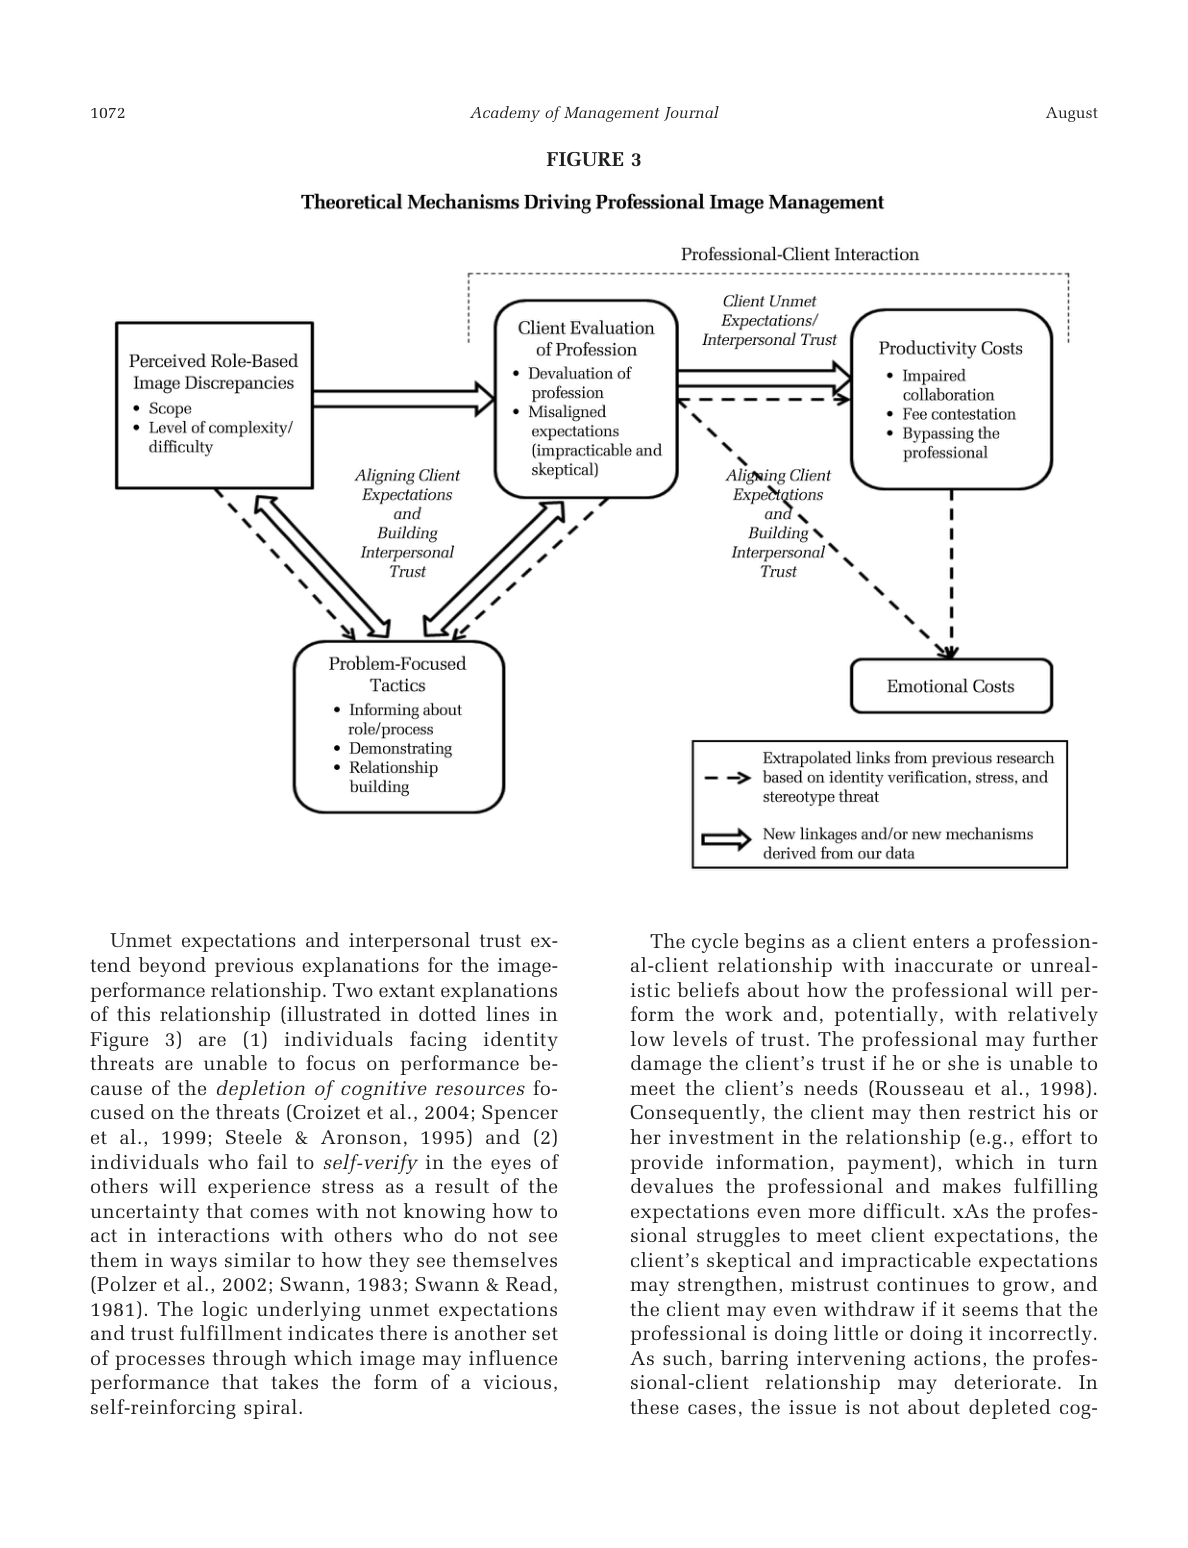 1072
Academy of Management Journal
August
FIGURE 3
Theoretical Mechanisms Driving Professional Image Management
Professional-Client Interaction
Perceived Role-Based
Image Discrepancies
• Scope
• Level of complexity/
difficulty
Client Evaluation
of Profession
• Devaluation of
profession
• Misaligned
expectations
(impracticable and
skeptical)
Client Unmet
Expectations/
Interpersonal Trust
Productivity Costs
• Impaired
collaboration
• Fee contestation
• Bypassing the
professional
Aligning Client
Expectations
and
Building
Interpersonal
Trust
Aligning Client
Expectations
and
Building
Interpersonal
Trust
Problem-Focused
Tactics
• Informing about
role/process
• Demonstrating
• Relationship
building
Emotional Costs
Extrapolated links from previous research
based on identity verification, stress, and
stereotype threat
New linkages and/or new mechanisms
derived from our data
Unmet expectations and interpersonal trust ex-
tend beyond previous explanations for the image-
performance relationship. Two extant explanations
of this relationship (illustrated in dotted lines in
Figure 3) are (1) individuals facing identity
threats are unable to focus on performance be-
cause of the depletion of cognitive resources fo-
cused on the threats (Croizet et al., 2004; Spencer
et al., 1999; Steele & Aronson, 1995) and (2)
individuals who fail to self-verify in the eyes of
others will experience stress as a result of the
uncertainty that comes with not knowing how to
act in interactions with others who do not see
them in ways similar to how they see themselves
(Polzer et al., 2002; Swann, 1983; Swann & Read,
1981). The logic underlying unmet expectations
and trust fulfillment indicates there is another set
of processes through which image may influence
performance that takes the form of a vicious,
self-reinforcing spiral.
The cycle begins as a client enters a profession-
al-client relationship with inaccurate or unreal-
istic beliefs about how the professional will per-
form the work and, potentially, with relatively
low levels of trust. The professional may further
damage the client's trust if he or she is unable to
meet the client's needs (Rousseau et al., 1998).
Consequently, the client may then restrict his or
her investment in the relationship (e.g., effort to
provide information, payment), which in turn
devalues the professional and makes fulfilling
expectations even more difficult. xAs the profes-
sional struggles to meet client expectations, the
client's skeptical and impracticable expectations
may strengthen, mistrust continues to grow, and
the client may even withdraw if it seems that the
professional is doing little or doing it incorrectly.
As such, barring intervening actions, the profes-
sional-client relationship may deteriorate. In
these cases, the issue is not about depleted cog-